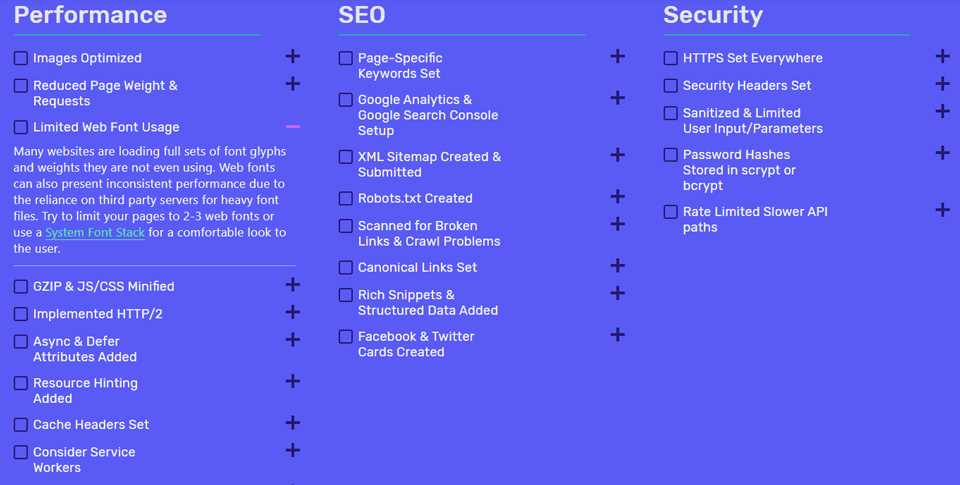 Performance
Images Optimized
Reduced Page Weight &
Requests
Limited Web Font Usage
Many websites are loading full sets of font glyphs
and weights they are not even using. Web fonts
can also present inconsistent performance due to
the reliance on third party servers for heavy font
files. Try to limit your pages to 2-3 web fonts or
use a System Font Stack for a comfortable look to
the user.
GZIP & JS/CSS Minified
Implemented HTTP/2
Async & Defer
Attributes Added
Resource Hinting
Added
Cache Headers Set
Consider Service
Workers
SEO
Page-Specific
Keywords Set
Google Analytics &
Google Search Console
Setup
XML Sitemap Created &
Submitted
Robots.txt Created
Scanned for Broken
Links & Crawl Problems
Canonical Links Set
Rich Snippets &
Structured Data Added
Facebook & Twitter
Cards Created
Security
HTTPS Set Everywhere
Security Headers Set
Sanitized & Limited
User Input/Parameters
Password Hashes
Stored in scrypt or
bcrypt
Rate Limited Slower API
paths